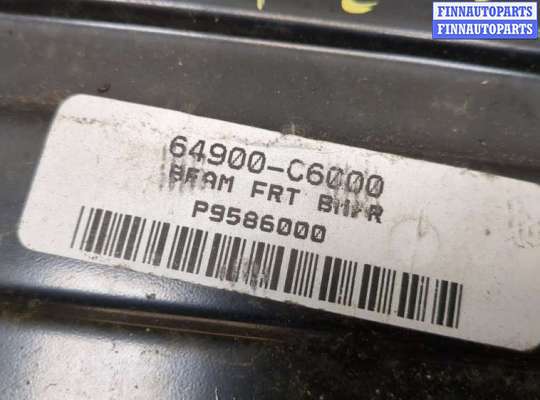 FINNAUTOPARTS
FINNAUTOPARTS
64900-C6000
BEAM FRT BMPR
P9586000